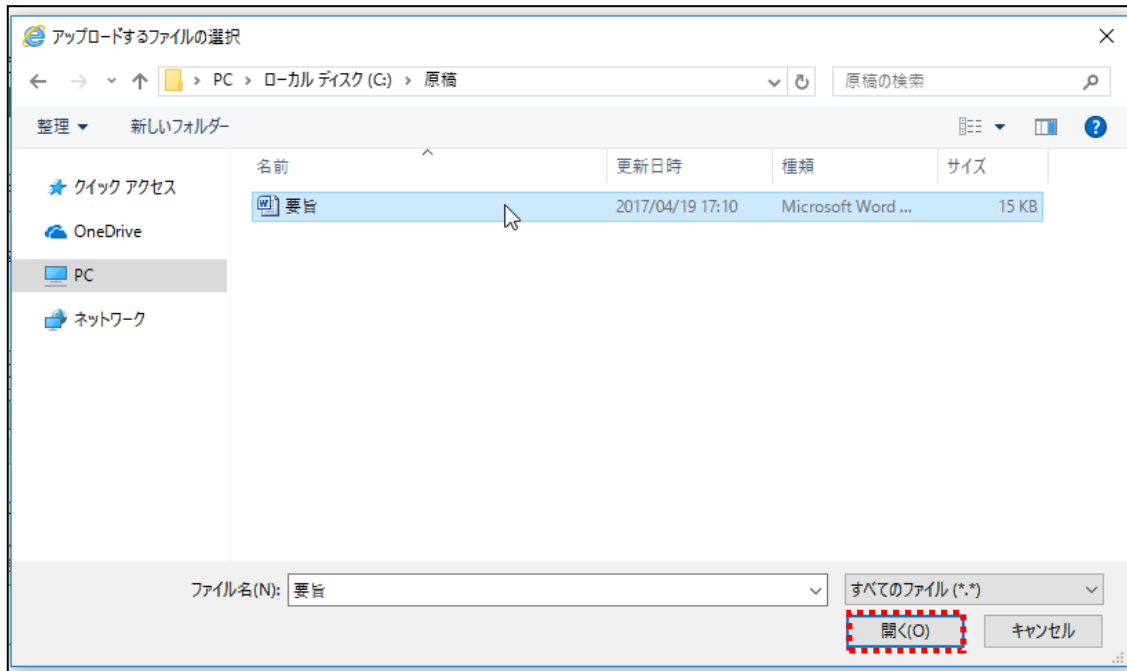 アップロードするファイルの選択
PC > ローカル ディスク (C:) > 原稿
原稿の検索
整理
新しいフォルダー
名前 更新日時 種類 サイズ
クイック アクセス
要旨 2017/04/19 17:10 Microsoft Word ... 15 KB
OneDrive
PC
ネットワーク
ファイル名(N): 要旨 すべてのファイル (*.*)
開く(O) キャンセル